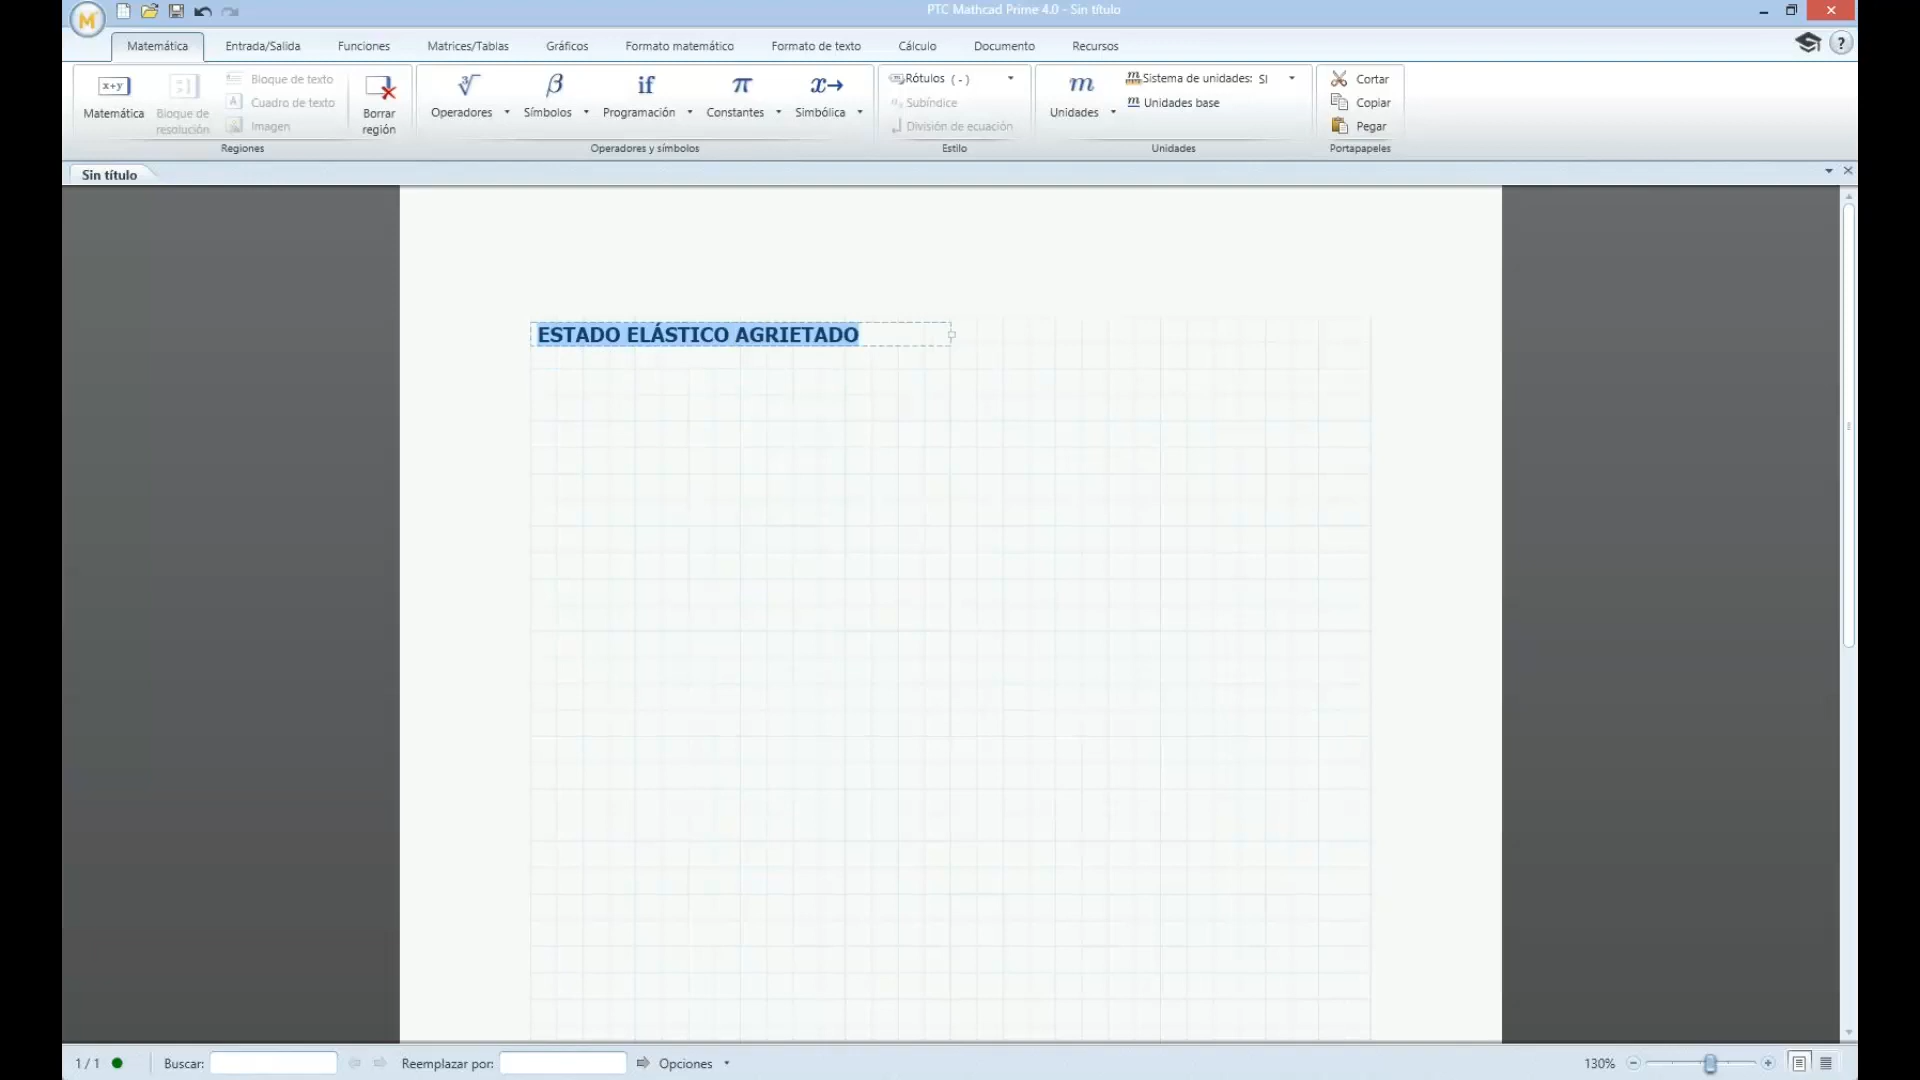 PTC Mathcad Prime 4.0 - Sin título
Matemática Entrada/Salida Funciones Matrices/Tablas Gráficos Formato matemático Formato de texto Cálculo Documento Recursos
Matemática
Bloque de resolución
Bloque de texto
Cuadro de texto
Imagen
Borrar región
Regiones
Operadores Símbolos Programación Constantes Simbólica
Operadores y símbolos
Rótulos ( - )
Subíndice
División de ecuación
Estilo
Unidades
Sistema de unidades: SI
Unidades base
Unidades
Cortar
Copiar
Pegar
Portapapeles
Sin título
ESTADO ELÁSTICO AGRIETADO
1 / 1 Buscar: Reemplazar por: Opciones 130%